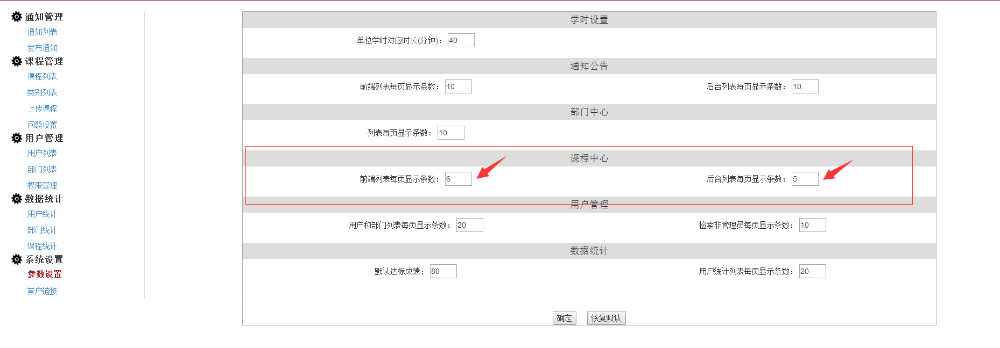 通知管理
通知列表
发布通知
课程管理
课程列表
类别列表
上传课程
问题设置
用户管理
用户列表
部门列表
权限管理
数据统计
用户统计
部门统计
课程统计
系统设置
参数设置
首户链接
学时设置
单位学时对应时长(分钟)： 40
通知公告
前端列表每页显示条数： 10 后台列表每页显示条数： 10
部门中心
列表每页显示条数： 10
课程中心
前端列表每页显示条数： 6 后台列表每页显示条数： 5
用户管理
用户和部门列表每页显示条数： 20 检索非管理员每页显示条数： 10
数据统计
默认达标成绩： 80 用户统计列表每页显示条数： 20
确定 恢复默认